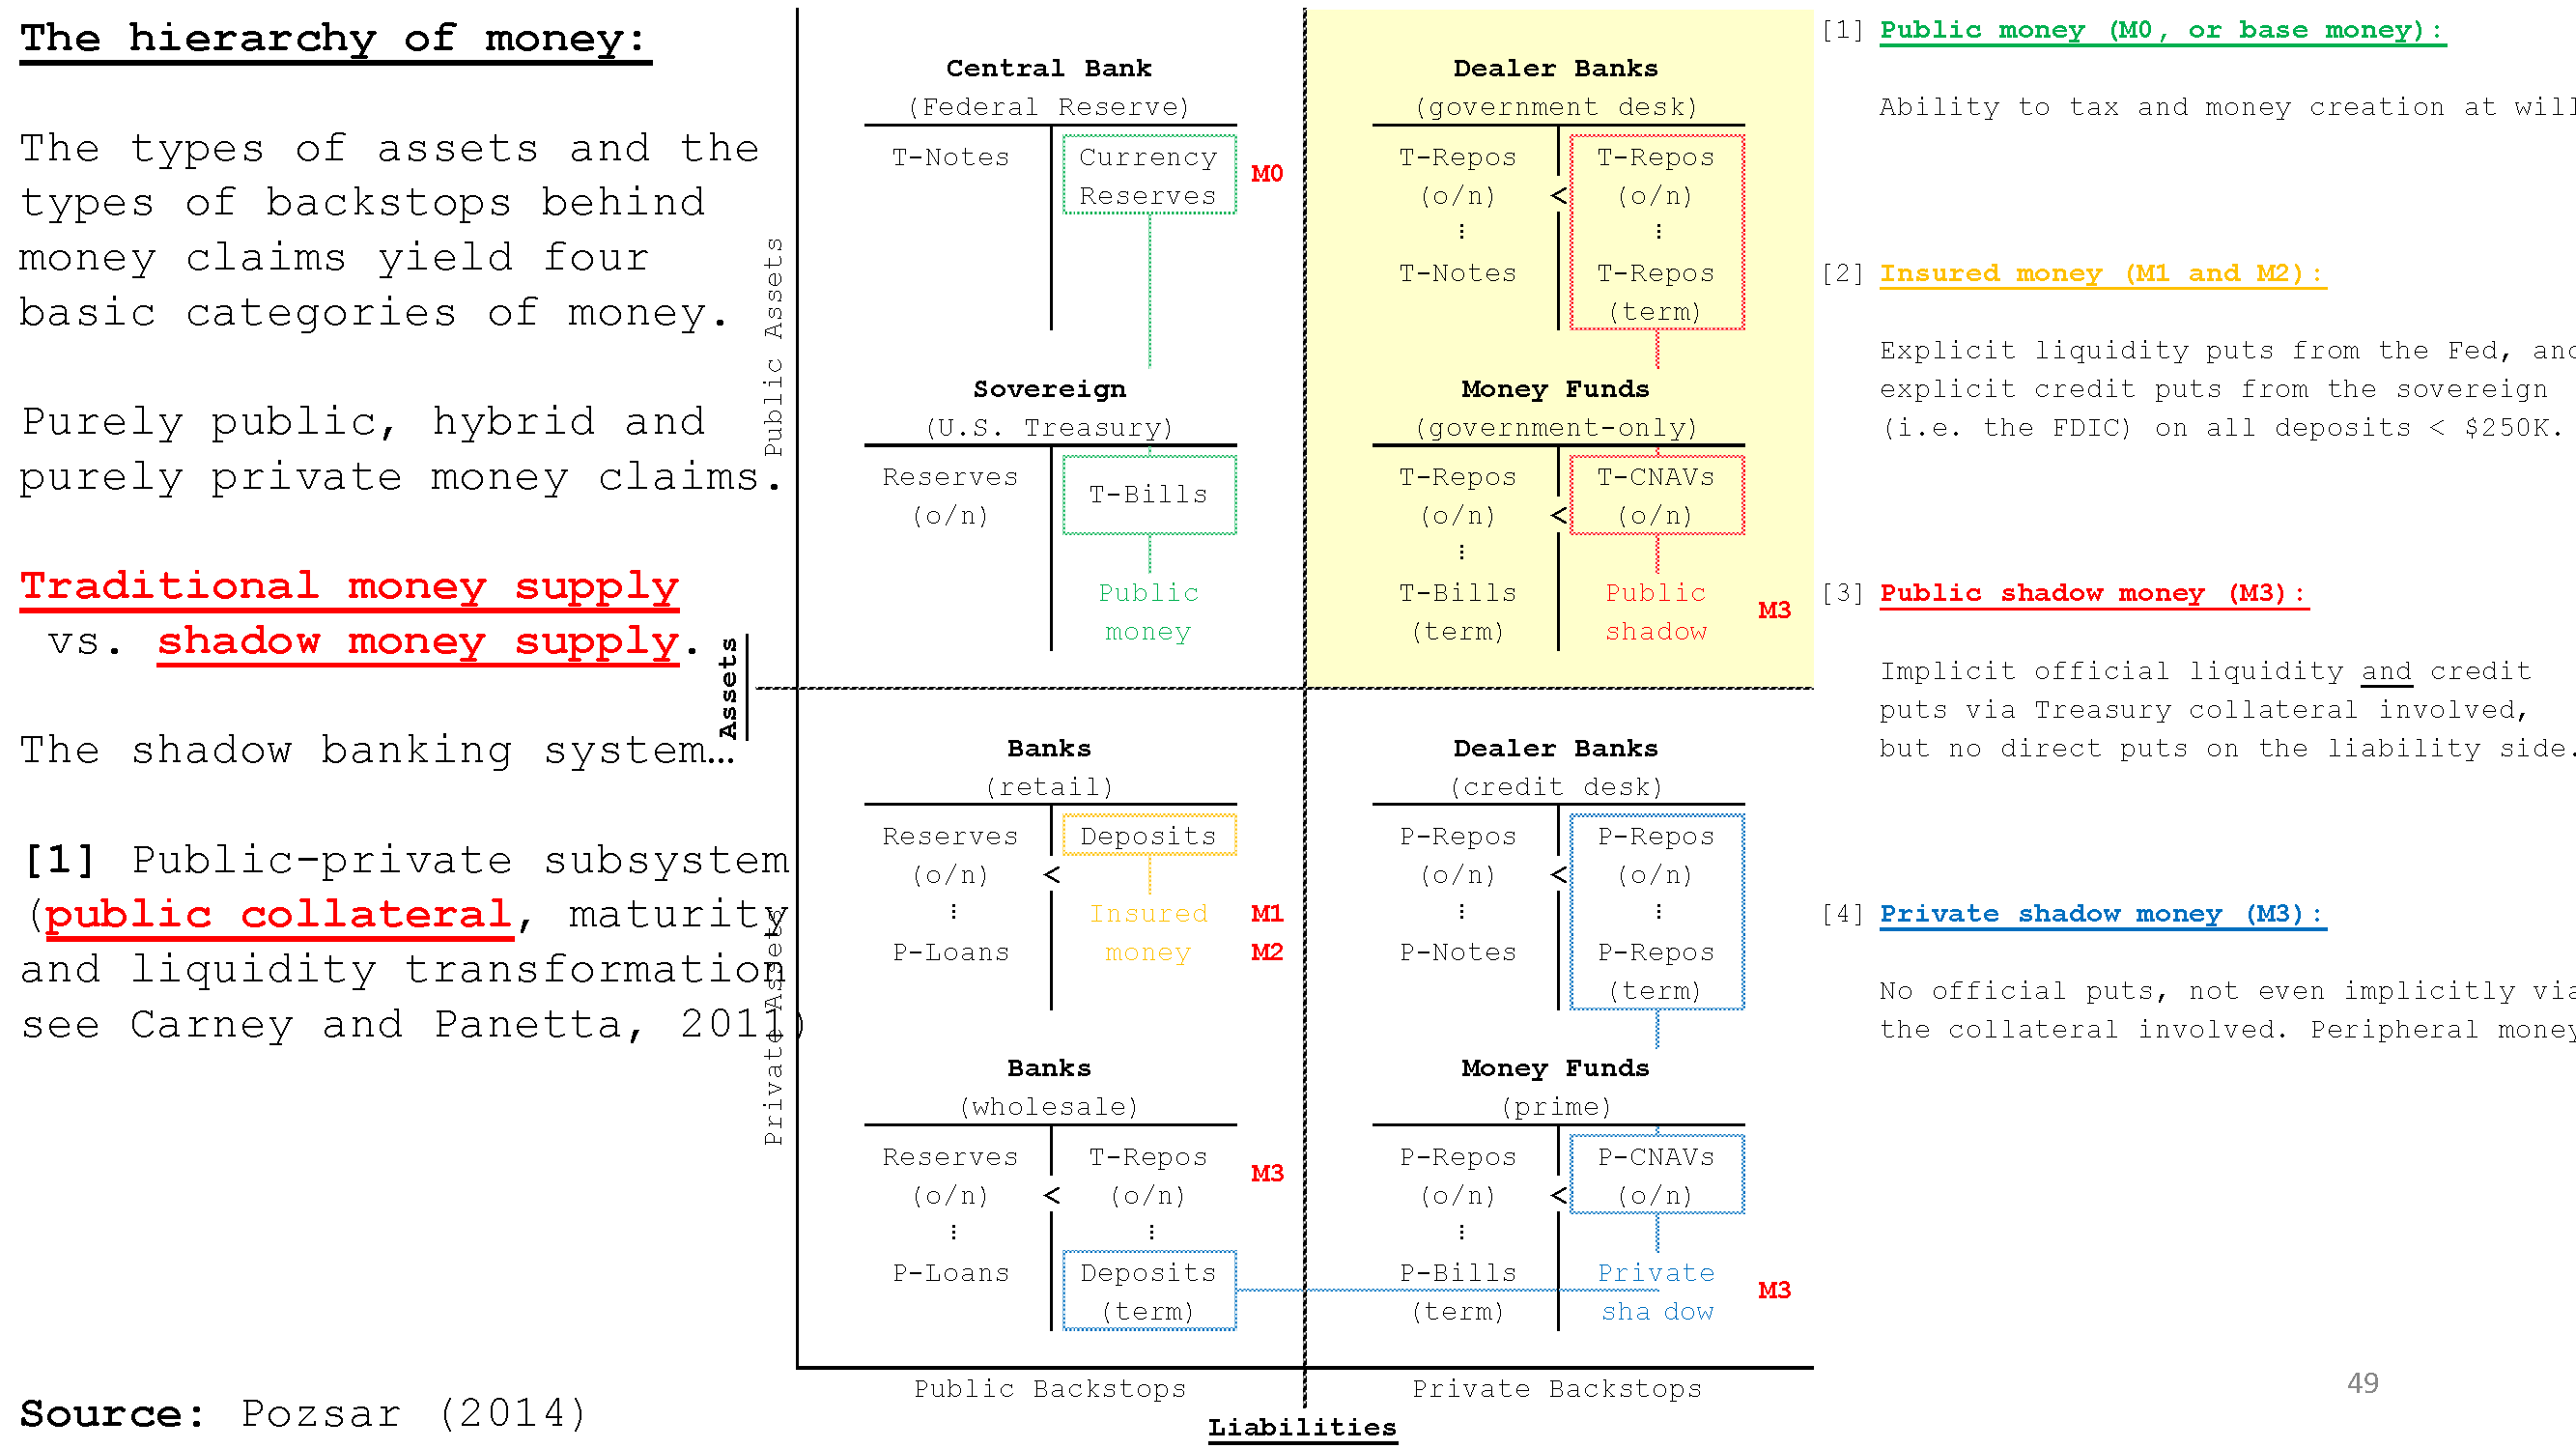 The hierarchy of money:
The types of assets and the
types of backstops behind
money claims yield four
basic categories of money.
Purely public, hybrid and
purely private money claims.
Traditional money supply
vs. shadow money supply.
The shadow banking system…
[1] Public-private subsystem
(public collateral, maturity
and liquidity transformation
see Carney and Panetta, 2011)
Source: Pozsar (2014)
Assets
Public Assets
Private Assets
Central Bank
(Federal Reserve)
T-Notes
Currency
Reserves
M0
Sovereign
(U.S. Treasury)
Reserves
(o/n)
T-Bills
Public
money
Dealer Banks
(government desk)
T-Repos
(o/n)
⋮
T-Notes
<
T-Repos
(o/n)
⋮
T-Repos
(term)
Money Funds
(government-only)
T-Repos
(o/n)
⋮
T-Bills
(term)
<
T-CNAVs
(o/n)
Public
shadow
M3
Banks
(retail)
Reserves
(o/n)
⋮
P-Loans
<
Deposits
Insured
money
M1
M2
Banks
(wholesale)
Reserves
(o/n)
⋮
P-Loans
<
T-Repos
(o/n)
⋮
Deposits
(term)
M3
Dealer Banks
(credit desk)
P-Repos
(o/n)
⋮
P-Notes
<
P-Repos
(o/n)
⋮
P-Repos
(term)
Money Funds
(prime)
P-Repos
(o/n)
⋮
P-Bills
(term)
<
P-CNAVs
(o/n)
Private
sha dow
M3
Public Backstops
Private Backstops
Liabilities
[1] Public money (M0, or base money):
Ability to tax and money creation at will
[2] Insured money (M1 and M2):
Explicit liquidity puts from the Fed, and
explicit credit puts from the sovereign
(i.e. the FDIC) on all deposits < $250K.
[3] Public shadow money (M3):
Implicit official liquidity and credit
puts via Treasury collateral involved,
but no direct puts on the liability side.
[4] Private shadow money (M3):
No official puts, not even implicitly via
the collateral involved. Peripheral money
49